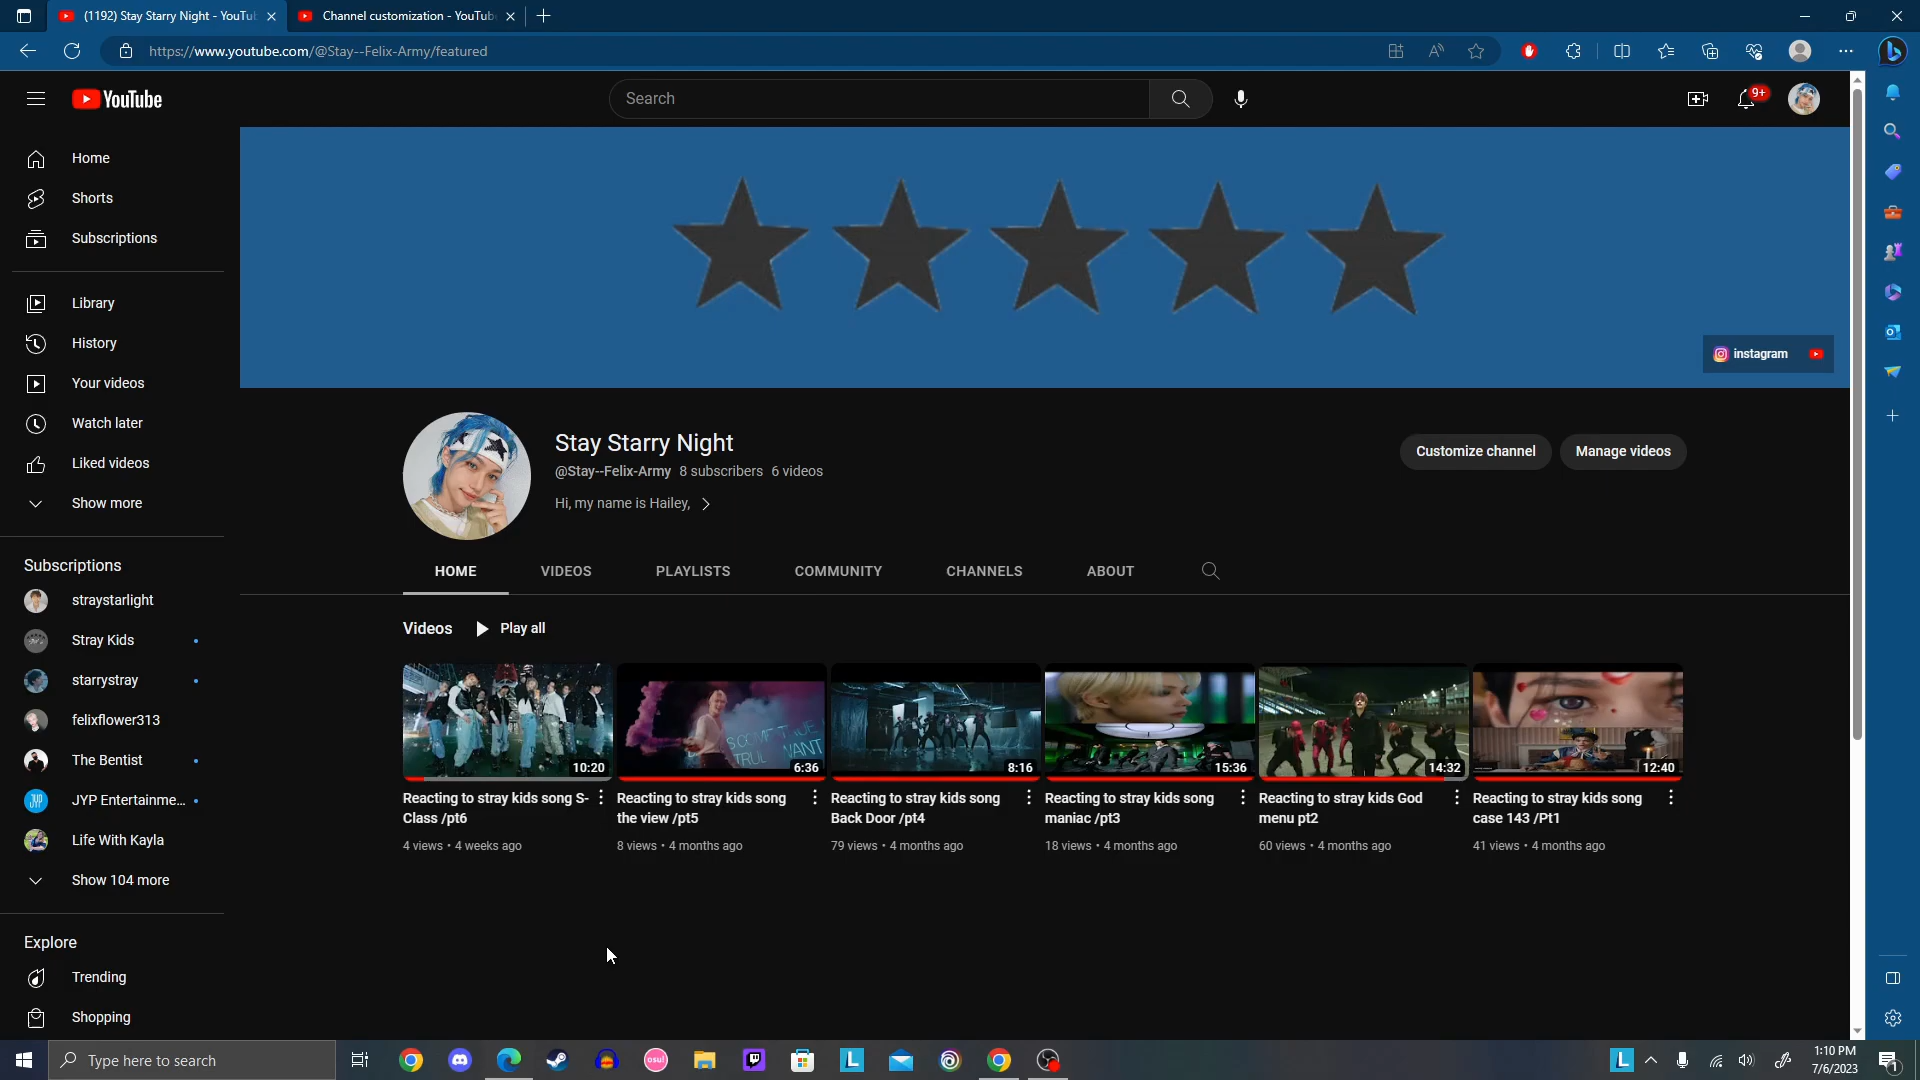 (1192) Stay Starry Night - YouTu
Channel customization - YouTub
https://www.youtube.com/@Stay--Felix-Army/featured
YouTube
Search
9+
Home
Shorts
Subscriptions
Library
History
Your videos
Watch later
Liked videos
Show more
Subscriptions
straystarlight
Stray Kids
starrystray
felixflower313
The Bentist
JYP Entertainme...
Life With Kayla
Show 104 more
Explore
Trending
Shopping
instagram
Stay Starry Night
@Stay--Felix-Army 8 subscribers 6 videos
Hi, my name is Hailey,
Customize channel
Manage videos
HOME
VIDEOS
PLAYLISTS
COMMUNITY
CHANNELS
ABOUT
Videos
Play all
10:20
Reacting to stray kids song S-
Class /pt6
4 views • 4 weeks ago
6:36
Reacting to stray kids song
the view /pt5
8 views • 4 months ago
8:16
Reacting to stray kids song
Back Door /pt4
79 views • 4 months ago
15:36
Reacting to stray kids song
maniac /pt3
18 views • 4 months ago
14:32
Reacting to stray kids God
menu pt2
60 views • 4 months ago
12:40
Reacting to stray kids song
case 143 /Pt1
41 views • 4 months ago
Type here to search
osu!
L
L
1:10 PM
7/6/2023
1